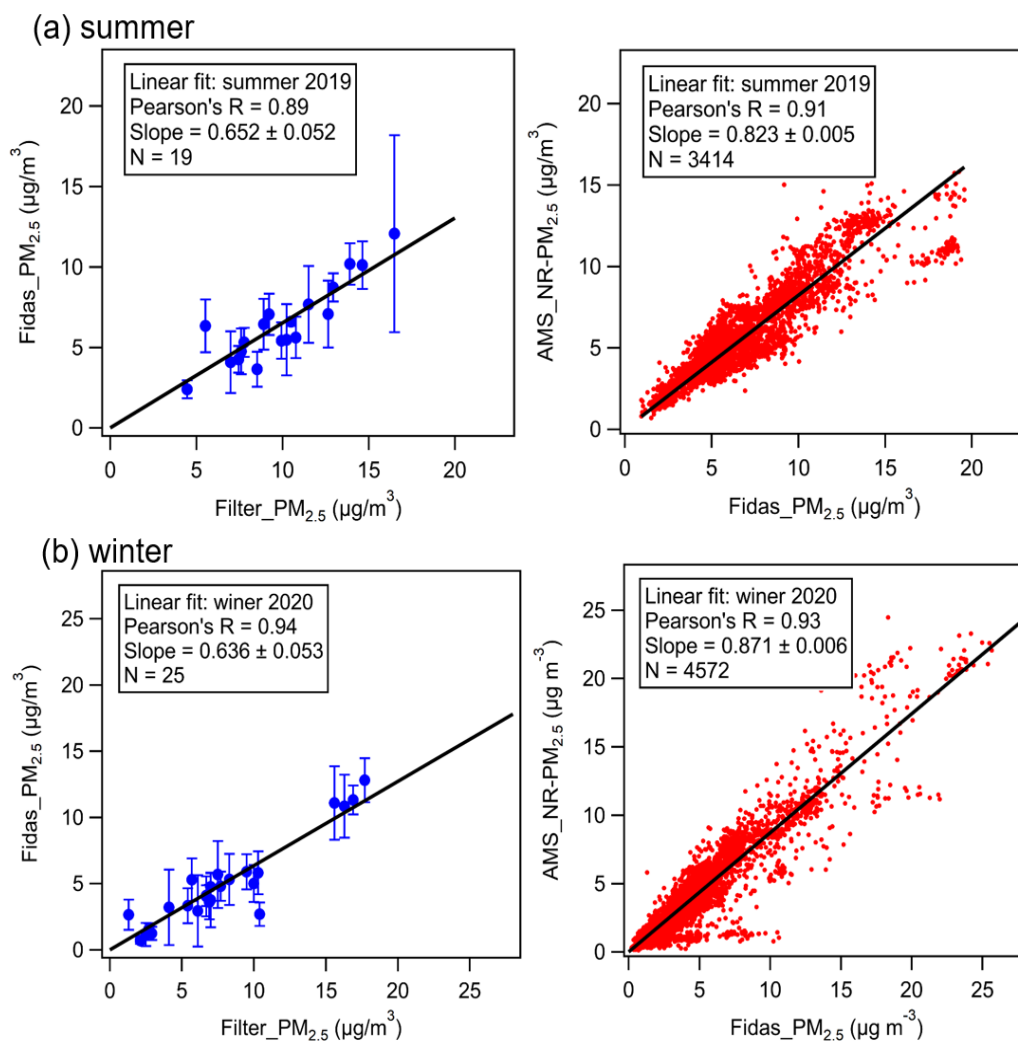 (a) summer
Linear fit: summer 2019
Pearson's R = 0.89
Slope = 0.652 ± 0.052
N = 19
Fidas_PM2.5 (µg/m³)
20
15
10
5
0
0 5 10 15 20
Filter_PM2.5 (µg/m³)
Linear fit: summer 2019
Pearson's R = 0.91
Slope = 0.823 ± 0.005
N = 3414
AMS_NR-PM2.5 (µg/m³)
20
15
10
5
0
0 5 10 15 20
Fidas_PM2.5 (µg/m³)
(b) winter
Linear fit: winer 2020
Pearson's R = 0.94
Slope = 0.636 ± 0.053
N = 25
Fidas_PM2.5 (µg/m³)
25
20
15
10
5
0
0 5 10 15 20 25
Filter_PM2.5 (µg/m³)
Linear fit: winer 2020
Pearson's R = 0.93
Slope = 0.871 ± 0.006
N = 4572
AMS_NR-PM2.5 (µg m⁻³)
25
20
15
10
5
0
0 5 10 15 20 25
Fidas_PM2.5 (µg m⁻³)